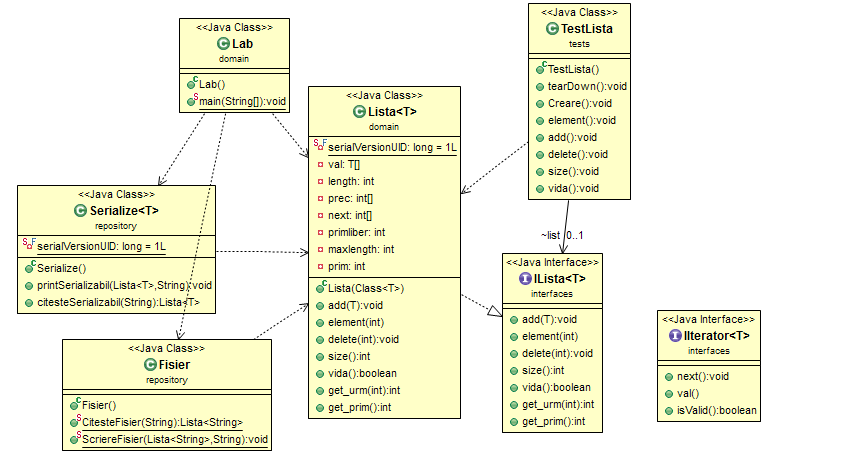 <<Java Class>>
Lab
domain
Lab()
main(String[]):void
<<Java Class>>
TestLista
tests
TestLista()
tearDown():void
Creare():void
element():void
add():void
delete():void
size():void
vida():void
<<Java Class>>
Lista<T>
domain
serialVersionUID: long = 1L
val: T[]
length: int
prec: int[]
next: int[]
primliber: int
maxlength: int
prim: int
Lista(Class<T>)
add(T):void
element(int)
delete(int):void
size():int
vida():boolean
get_urm(int):int
get_prim():int
<<Java Class>>
Serialize<T>
repository
serialVersionUID: long = 1L
Serialize()
printSerializabil(Lista<T>,String):void
citesteSerializabil(String):Lista<T>
~list 0..1
<<Java Interface>>
ILista<T>
interfaces
add(T):void
element(int)
delete(int):void
size():int
vida():boolean
get_urm(int):int
get_prim():int
<<Java Interface>>
IIterator<T>
interfaces
next():void
val()
isValid():boolean
<<Java Class>>
Fisier
repository
Fisier()
CitesteFisier(String):Lista<String>
ScriereFisier(Lista<String>,String):void